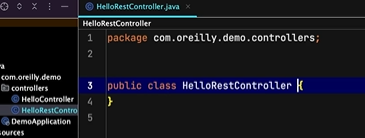 HelloRestController.java
HelloRestController
va
com.oreilly.demo
controllers
HelloController
HelloRestContro
DemoApplication
sources
1 package com.oreilly.demo.controllers;
2
3 public class HelloRestController {
4 }